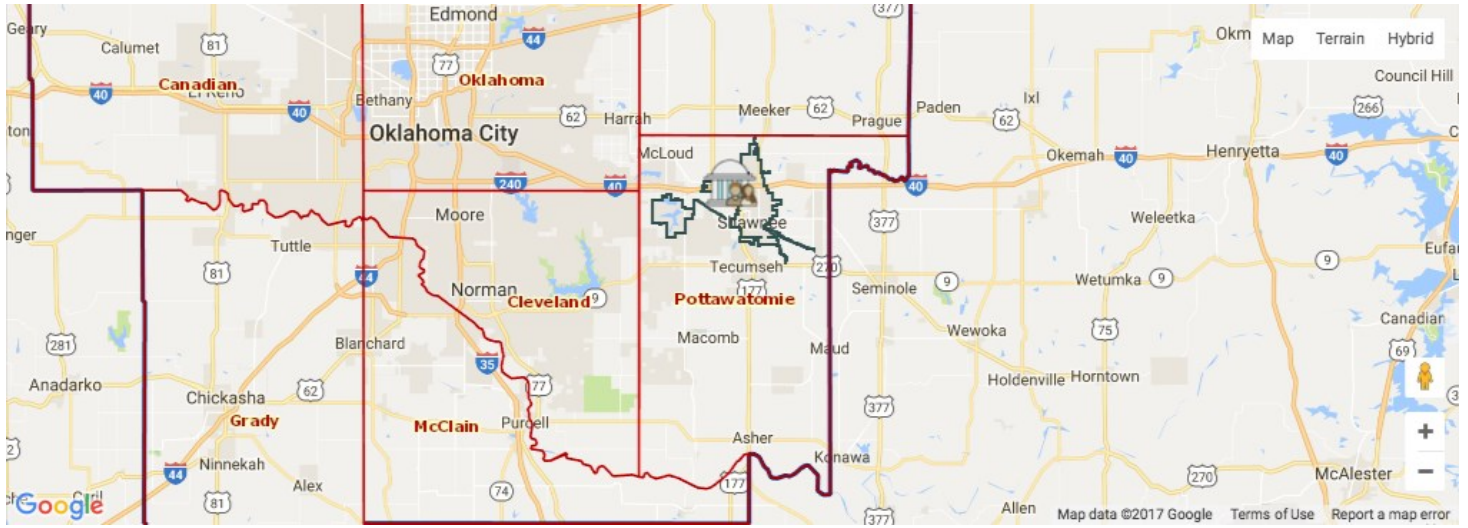 Edmond
377
Geary
Calumet
81
44
Okm
Map Terrain Hybrid
77
Canadian
El Reno
Oklahoma
Council Hill
40
40
Bethany
62
Harrah
Meeker
62
Paden
Ixl
266
Prague
62
ton
Oklahoma City
McLoud
Okemah
40
Henryetta
40
240
40
40
Moore
Shawnee
377
Weleetka
Tuttle
81
44
Tecumseh
270
Eufa
9
Norman
Cleveland
9
177
Pottawatomie
Seminole
9
Wetumka
9
Canadian
281
Blanchard
Macomb
Maud
Wewoka
75
69
35
Anadarko
Chickasha
62
77
Holdenville
Horntown
377
Grady
McClain
Purcell
Asher
+
Ninnekah
Konawa
−
44
Alex
74
177
270
McAlester
Google
81
377
Allen
Map data ©2017 Google Terms of Use Report a map error